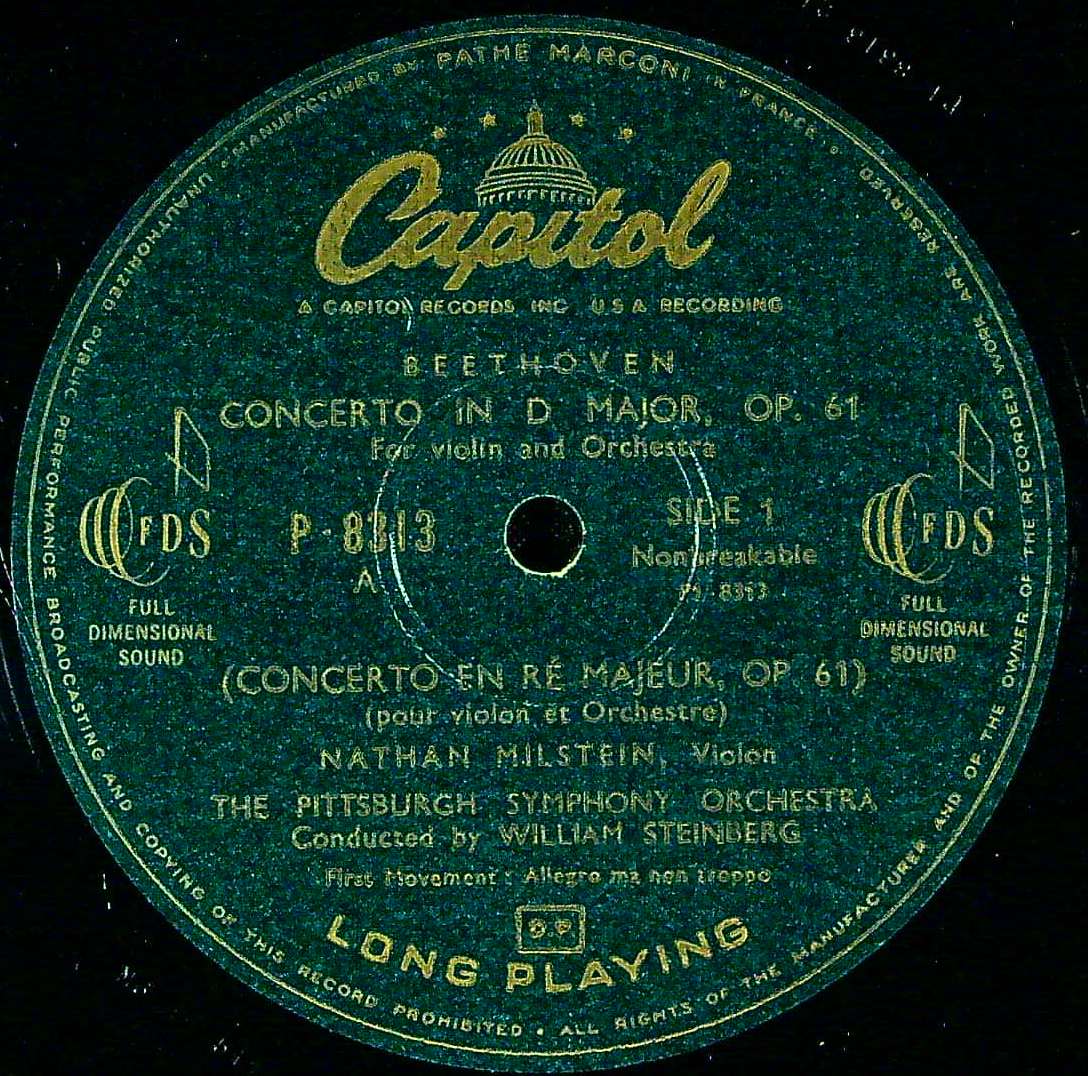 MANUFACTURED BY PATHE MARCONI IN FRANCE
Capitol
A CAPITOL RECORDS INC U.S.A RECORDING
BEETHOVEN
CONCERTO IN D MAJOR, OP. 61
For violin and Orchestra
FDS
FULL
DIMENSIONAL
SOUND
P-8313
SIDE 1
Nonbreakable
P1 8313
FDS
FULL
DIMENSIONAL
SOUND
(CONCERTO EN RÉ MAJEUR, OP. 61)
(pour violon et Orchestre)
NATHAN MILSTEIN, Violon
THE PITTSBURGH SYMPHONY ORCHESTRA
Conducted by WILLIAM STEINBERG
First Movement : Allegro ma non troppo
LONG PLAYING
UNAUTHORIZED PUBLIC PERFORMANCE BROADCASTING AND COPYING OF THIS RECORD PROHIBITED • ALL RIGHTS OF THE MANUFACTURER AND OF THE OWNER OF THE RECORDED WORK ARE RESERVED